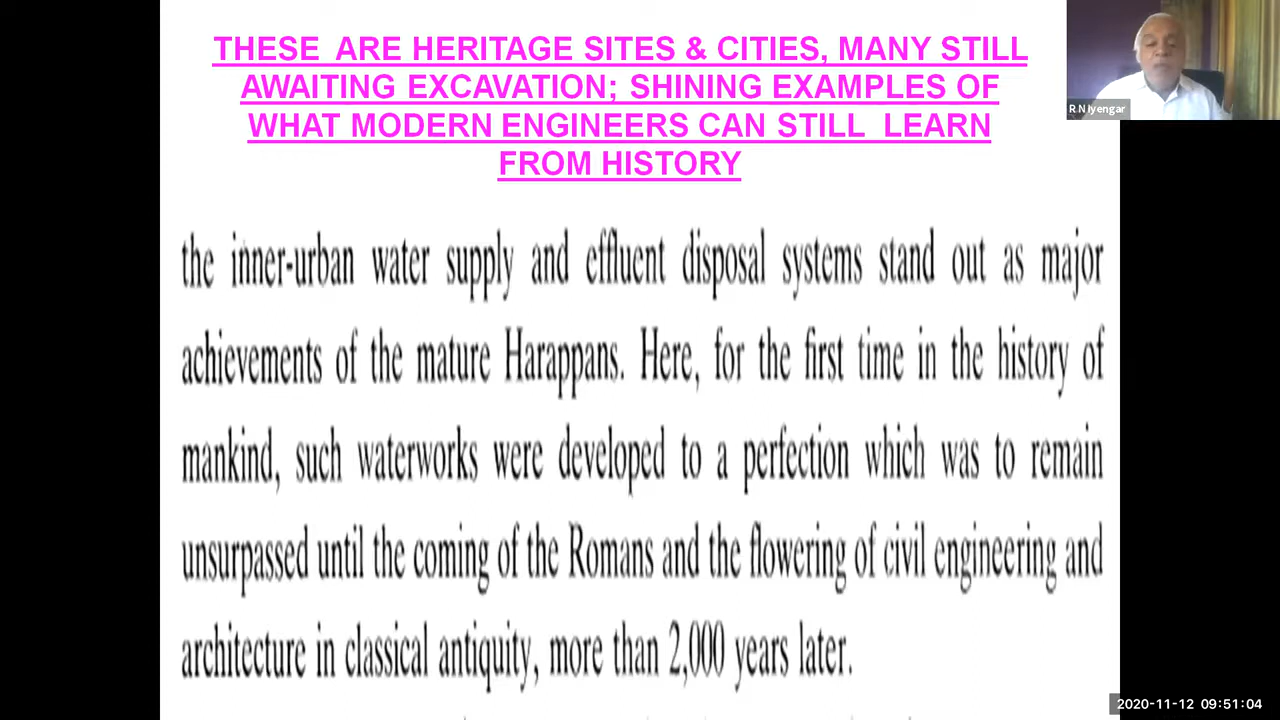 THESE ARE HERITAGE SITES & CITIES, MANY STILL
AWAITING EXCAVATION; SHINING EXAMPLES OF
WHAT MODERN ENGINEERS CAN STILL LEARN
FROM HISTORY
R N Iyengar
the inner-urban water supply and effluent disposal systems stand out as major
achievements of the mature Harappans. Here, for the first time in the history of
mankind, such waterworks were developed to a perfection which was to remain
unsurpassed until the coming of the Romans and the flowering of civil engineering and
architecture in classical antiquity, more than 2,000 years later.
2020-11-12 09:51:04